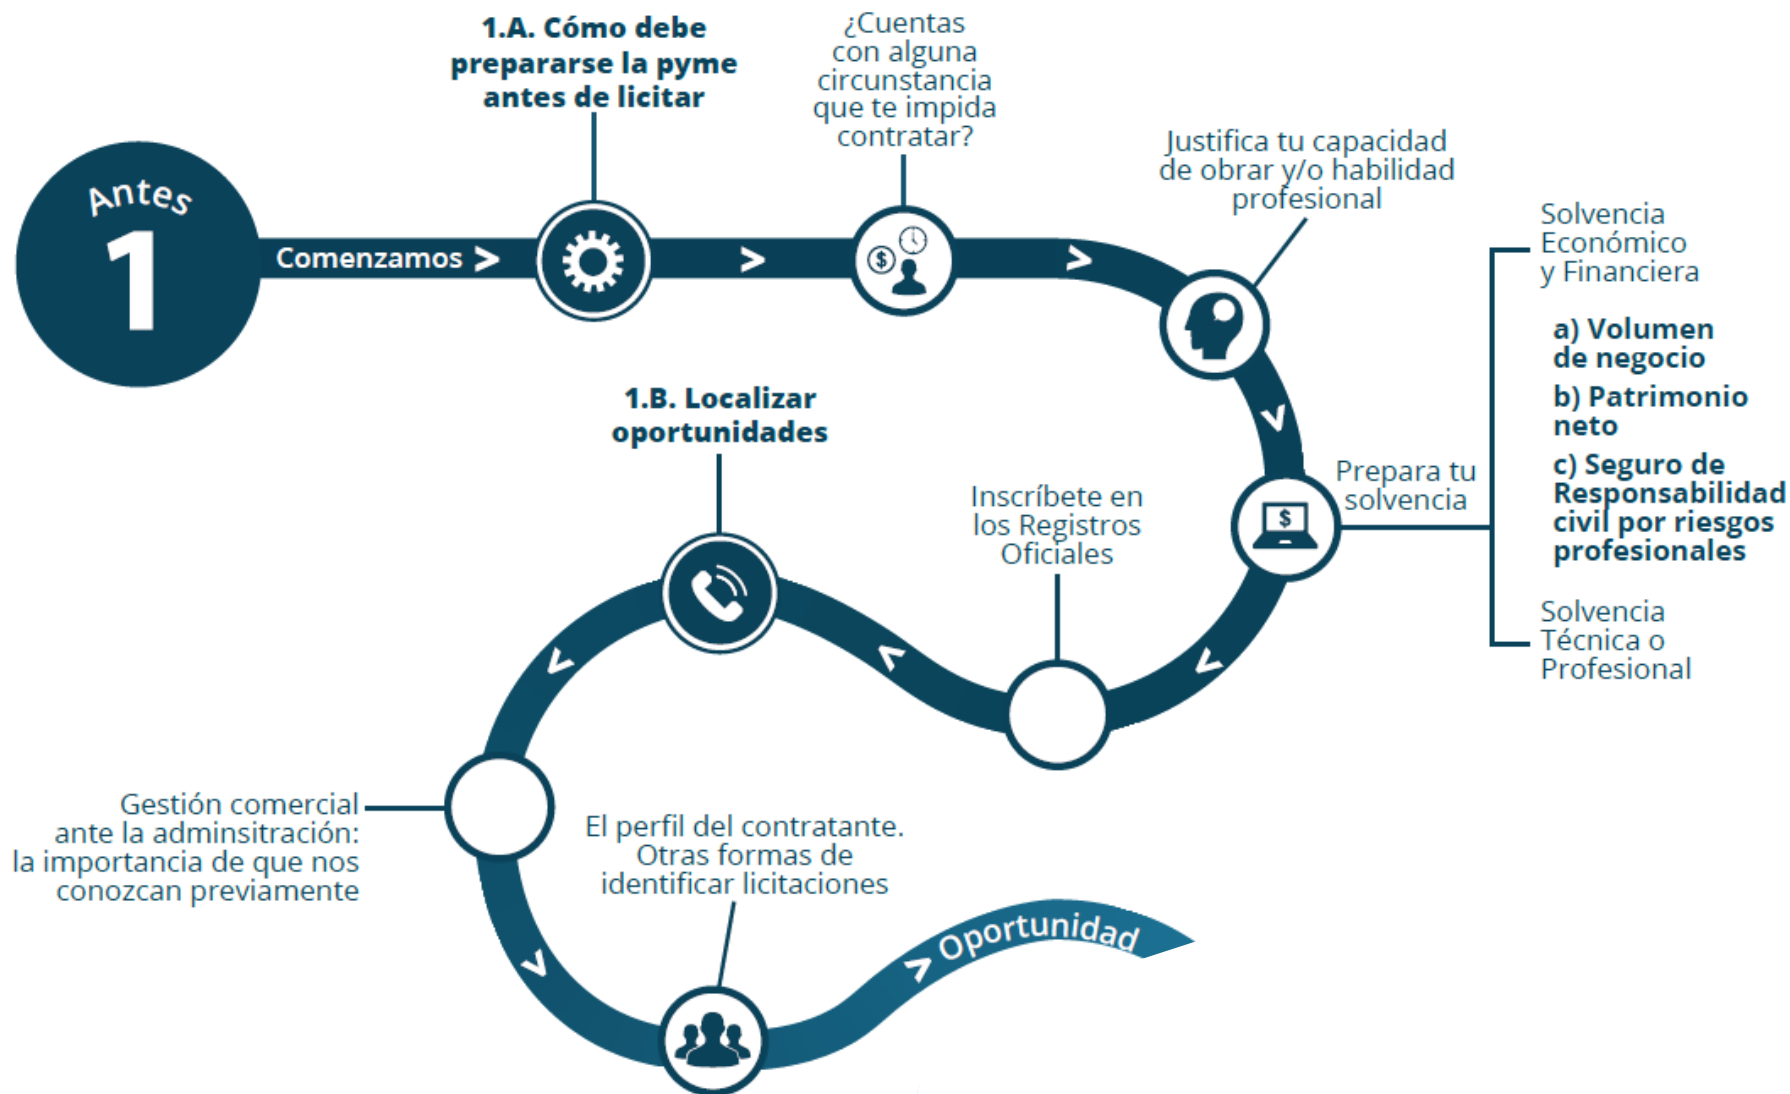 Antes
1
Comenzamos >
1.A. Cómo debe
prepararse la pyme
antes de licitar
¿Cuentas
con alguna
circunstancia
que te impida
contratar?
Justifica tu capacidad
de obrar y/o habilidad
profesional
Prepara tu
solvencia
Solvencia
Económico
y Financiera
a) Volumen
de negocio
b) Patrimonio
neto
c) Seguro de
Responsabilidad
civil por riesgos
profesionales
Solvencia
Técnica o
Profesional
Inscríbete en
los Registros
Oficiales
1.B. Localizar
oportunidades
Gestión comercial
ante la adminsitración:
la importancia de que nos
conozcan previamente
El perfil del contratante.
Otras formas de
identificar licitaciones
> Oportunidad